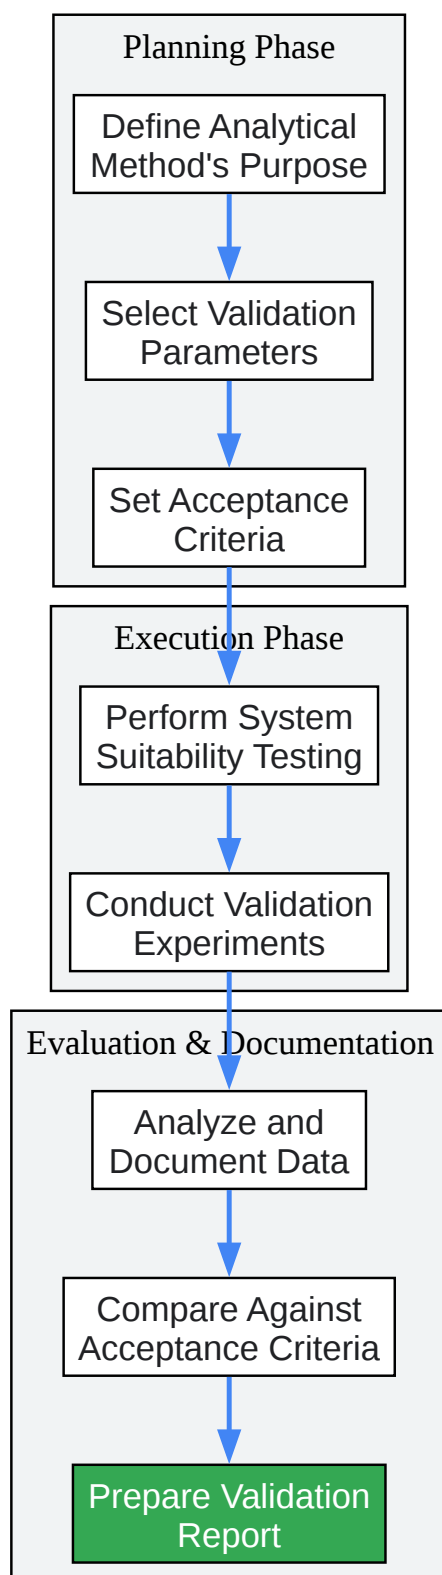 Planning Phase
Define Analytical
Method's Purpose
Select Validation
Parameters
Set Acceptance
Criteria
Execution Phase
Perform System
Suitability Testing
Conduct Validation
Experiments
Evaluation & Documentation
Analyze and
Document Data
Compare Against
Acceptance Criteria
Prepare Validation
Report